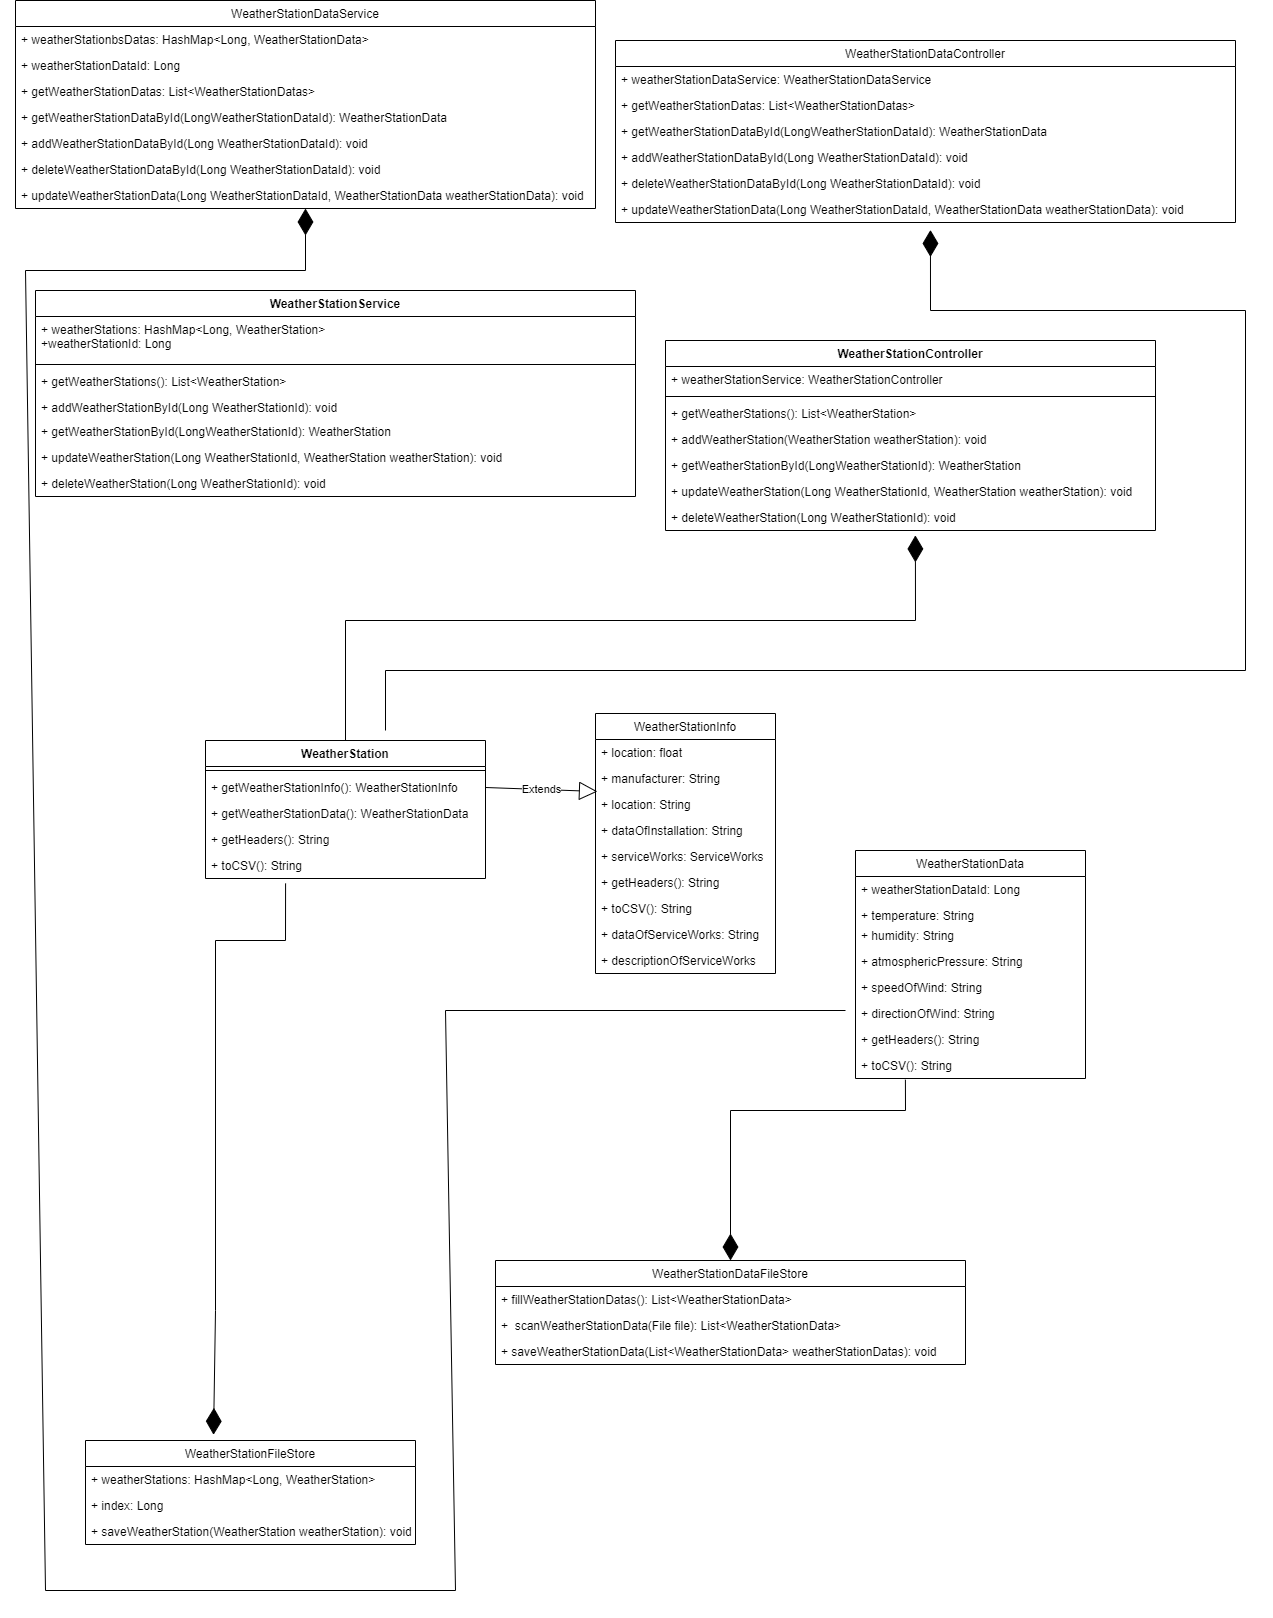 WeatherStationDataService
+ weatherStationbsDatas: HashMap<Long, WeatherStationData>
+ weatherStationDataId: Long
+ getWeatherStationDatas: List<WeatherStationDatas>
+ getWeatherStationDataById(LongWeatherStationDataId): WeatherStationData
+ addWeatherStationDataById(Long WeatherStationDataId): void
+ deleteWeatherStationDataById(Long WeatherStationDataId): void
+ updateWeatherStationData(Long WeatherStationDataId, WeatherStationData weatherStationData): void
WeatherStationDataController
+ weatherStationDataService: WeatherStationDataService
+ getWeatherStationDatas: List<WeatherStationDatas>
+ getWeatherStationDataById(LongWeatherStationDataId): WeatherStationData
+ addWeatherStationDataById(Long WeatherStationDataId): void
+ deleteWeatherStationDataById(Long WeatherStationDataId): void
+ updateWeatherStationData(Long WeatherStationDataId, WeatherStationData weatherStationData): void
WeatherStationService
+ weatherStations: HashMap<Long, WeatherStation>
+weatherStationId: Long
+ getWeatherStations(): List<WeatherStation>
+ addWeatherStationById(Long WeatherStationId): void
+ getWeatherStationById(LongWeatherStationId): WeatherStation
+ updateWeatherStation(Long WeatherStationId, WeatherStation weatherStation): void
+ deleteWeatherStation(Long WeatherStationId): void
WeatherStationController
+ weatherStationService: WeatherStationController
+ getWeatherStations(): List<WeatherStation>
+ addWeatherStation(WeatherStation weatherStation): void
+ getWeatherStationById(LongWeatherStationId): WeatherStation
+ updateWeatherStation(Long WeatherStationId, WeatherStation weatherStation): void
+ deleteWeatherStation(Long WeatherStationId): void
WeatherStation
+ getWeatherStationInfo(): WeatherStationInfo
+ getWeatherStationData(): WeatherStationData
+ getHeaders(): String
+ toCSV(): String
Extends
WeatherStationInfo
+ location: float
+ manufacturer: String
+ location: String
+ dataOfInstallation: String
+ serviceWorks: ServiceWorks
+ getHeaders(): String
+ toCSV(): String
+ dataOfServiceWorks: String
+ descriptionOfServiceWorks
WeatherStationData
+ weatherStationDataId: Long
+ temperature: String
+ humidity: String
+ atmosphericPressure: String
+ speedOfWind: String
+ directionOfWind: String
+ getHeaders(): String
+ toCSV(): String
WeatherStationDataFileStore
+ fillWeatherStationDatas(): List<WeatherStationData>
+ scanWeatherStationData(File file): List<WeatherStationData>
+ saveWeatherStationData(List<WeatherStationData> weatherStationDatas): void
WeatherStationFileStore
+ weatherStations: HashMap<Long, WeatherStation>
+ index: Long
+ saveWeatherStation(WeatherStation weatherStation): void